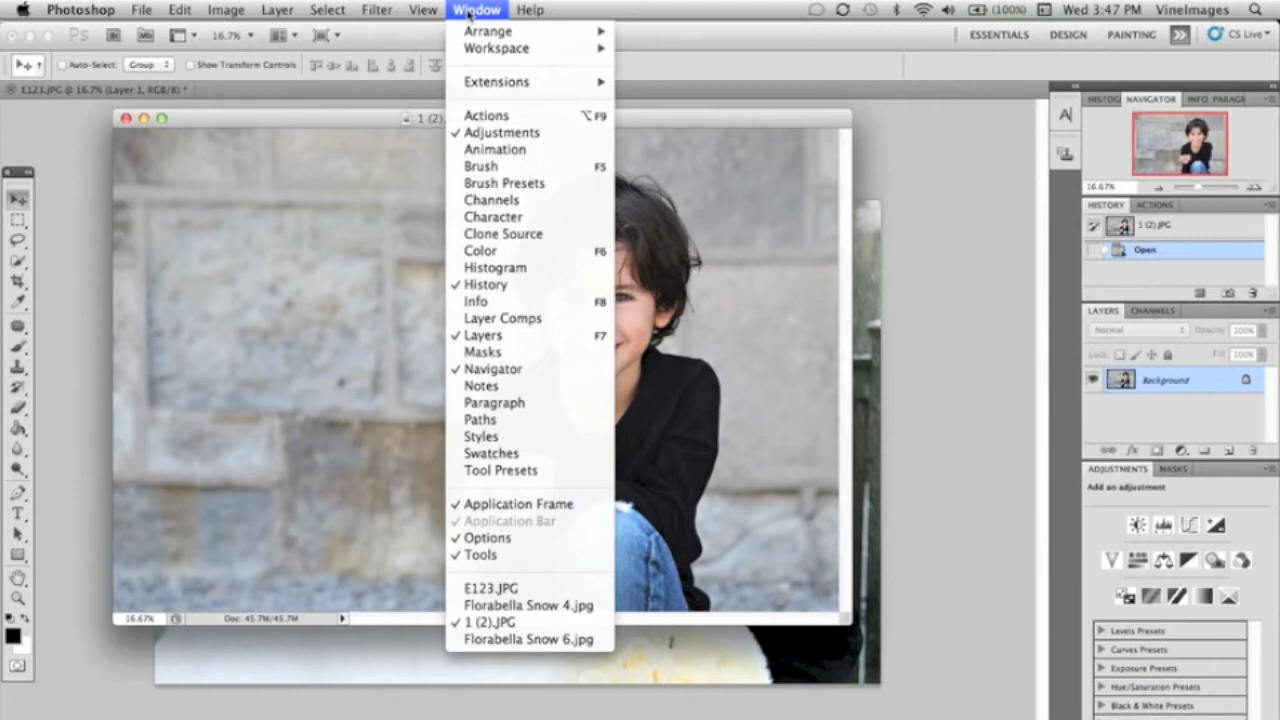 Photoshop File Edit Image Layer Select Filter View Window Help (100%) Wed 3:47 PM VineImages
Ps Br Mb 16.7% ESSENTIALS DESIGN PAINTING CS Live
Auto-Select: Group Show Transform Controls
E123.JPG @ 16.7% (Layer 1, RGB/8) *
1 (2).
Arrange
Workspace
Extensions
Actions ⌥F9
✓ Adjustments
Animation
Brush F5
Brush Presets
Channels
Character
Clone Source
Color F6
Histogram
✓ History
Info F8
Layer Comps
✓ Layers F7
Masks
✓ Navigator
Notes
Paragraph
Paths
Styles
Swatches
Tool Presets
✓ Application Frame
✓ Application Bar
✓ Options
✓ Tools
E123.JPG
Florabella Snow 4.jpg
✓ 1 (2).JPG
Florabella Snow 6.jpg
16.67% Doc: 45.7M/45.7M
HISTOG NAVIGATOR INFO PARAGR
16.67%
HISTORY ACTIONS
1 (2).JPG
Open
LAYERS CHANNELS
Normal Opacity: 100%
Lock: Fill: 100%
Background
ADJUSTMENTS MASKS
Add an adjustment
Levels Presets
Curves Presets
Exposure Presets
Hue/Saturation Presets
Black & White Presets